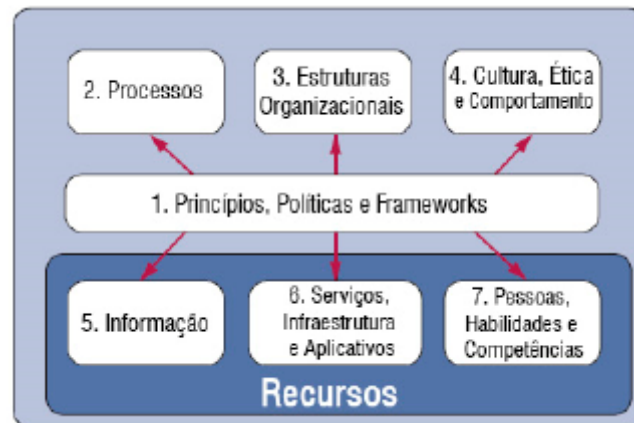 2. Processos
3. Estruturas
Organizacionais
4. Cultura, Ética
e Comportamento
1. Princípios, Políticas e Frameworks
5. Informação
6. Serviços,
Infraestrutura
e Aplicativos
7. Pessoas,
Habilidades e
Competências
Recursos